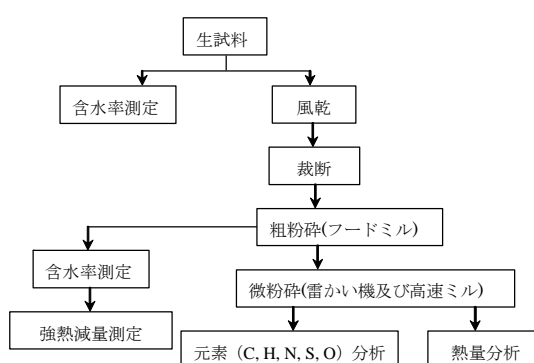 生試料
含水率測定
風乾
裁断
粗粉砕(フードミル)
含水率測定
微粉砕(雷かい機及び高速ミル)
強熱減量測定
元素（C, H, N, S, O）分析
熱量分析